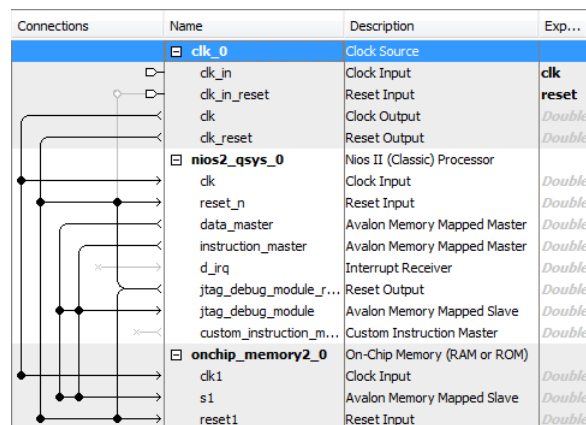 Connections Name Description Exp...
clk_0 Clock Source
clk_in Clock Input clk
clk_in_reset Reset Input reset
clk Clock Output Double
clk_reset Reset Output Double
nios2_qsys_0 Nios II (Classic) Processor
clk Clock Input Double
reset_n Reset Input Double
data_master Avalon Memory Mapped Master Double
instruction_master Avalon Memory Mapped Master Double
d_irq Interrupt Receiver Double
jtag_debug_module_r... Reset Output Double
jtag_debug_module Avalon Memory Mapped Slave Double
custom_instruction_m... Custom Instruction Master Double
onchip_memory2_0 On-Chip Memory (RAM or ROM)
clk1 Clock Input Double
s1 Avalon Memory Mapped Slave Double
reset1 Reset Input Double